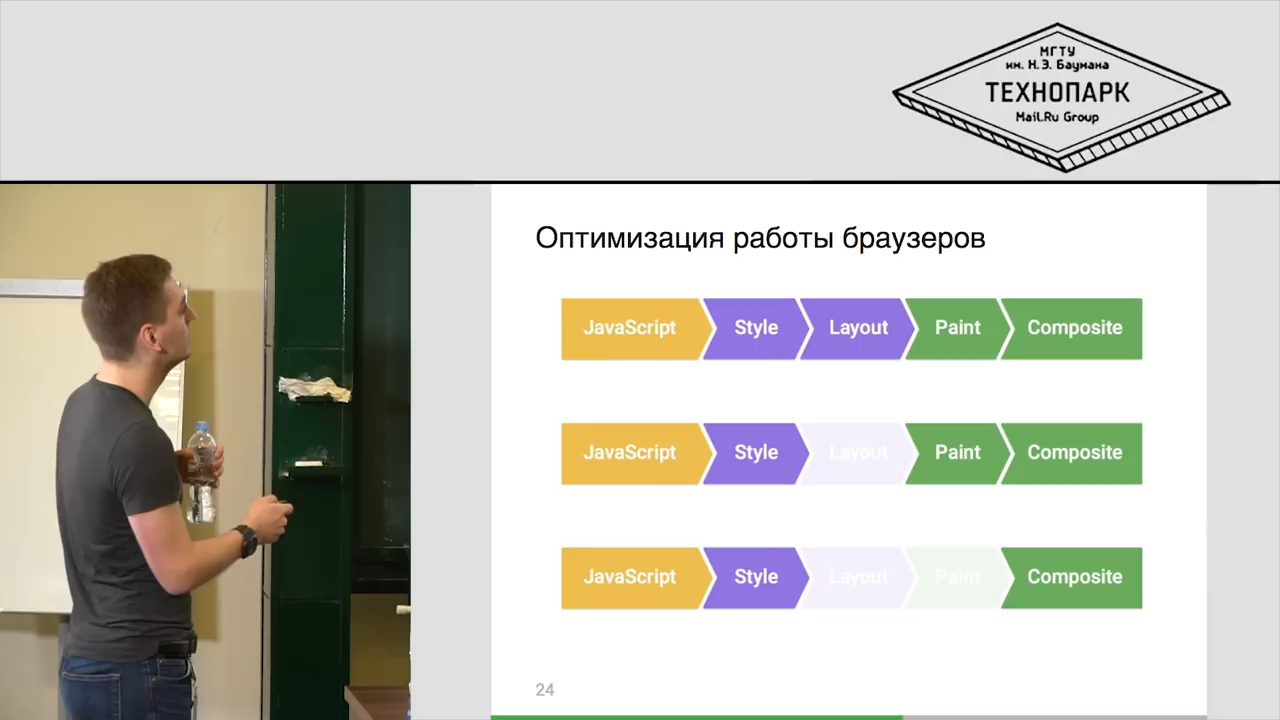 МГТУ
им. Н.Э. Баумана
ТЕХНОПАРК
Mail.Ru Group
Оптимизация работы браузеров
JavaScript Style Layout Paint Composite
JavaScript Style Layout Paint Composite
JavaScript Style Layout Paint Composite
24